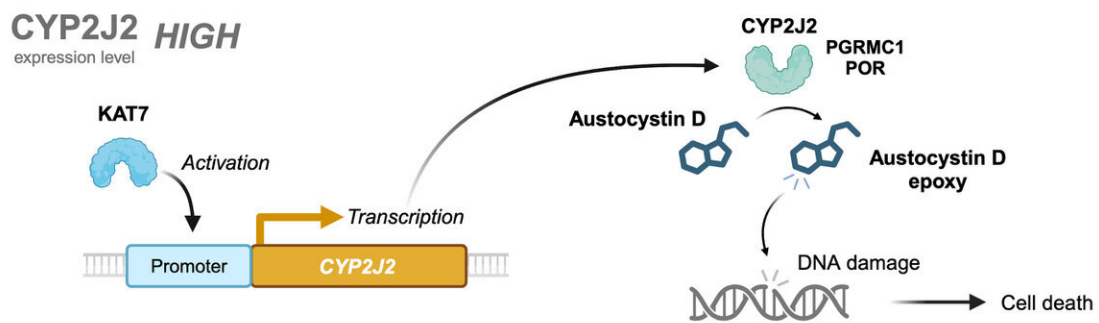 CYP2J2 HIGH
expression level
KAT7
Activation
Transcription
Promoter
CYP2J2
CYP2J2
PGRMC1
POR
Austocystin D
Austocystin D
epoxy
DNA damage
Cell death